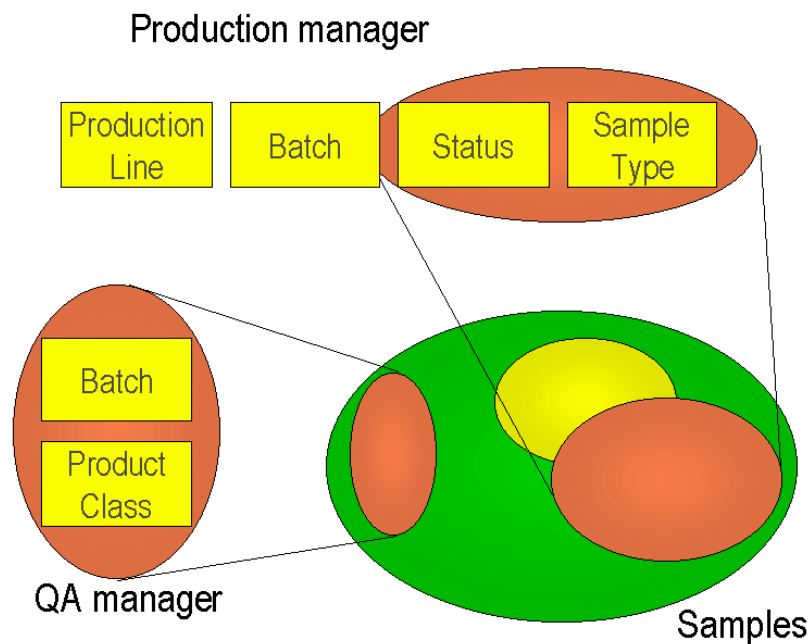 Production manager
Production
Line
Batch
Status
Sample
Type
Batch
Product
Class
QA manager
Samples